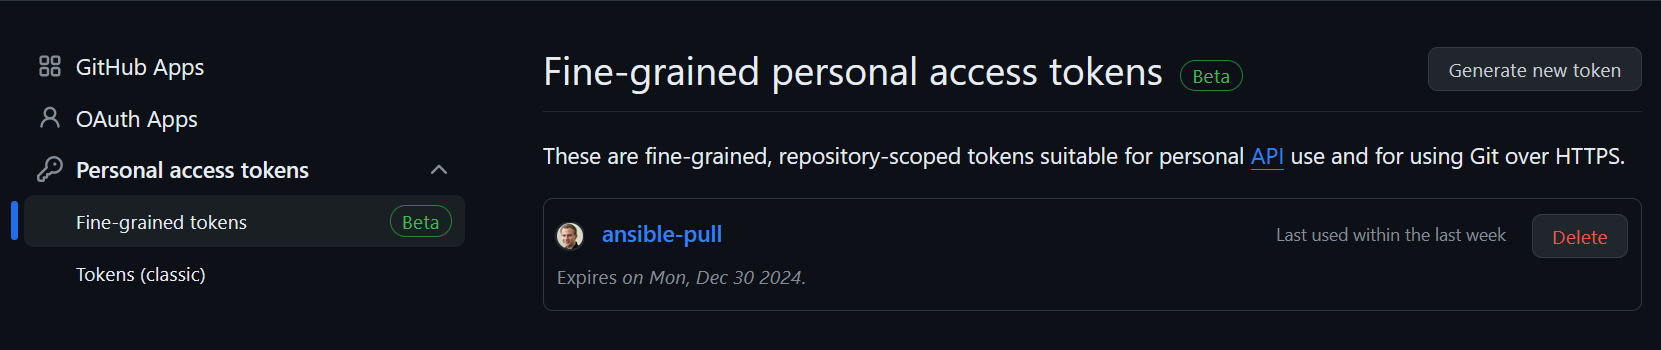 GitHub Apps
OAuth Apps
Personal access tokens
Fine-grained tokens Beta
Tokens (classic)
Fine-grained personal access tokens Beta
Generate new token
These are fine-grained, repository-scoped tokens suitable for personal API use and for using Git over HTTPS.
ansible-pull
Last used within the last week
Delete
Expires on Mon, Dec 30 2024.